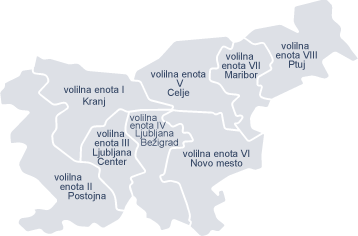 volilna enota I
Kranj
volilna
enota II
Postojna
volilna
enota III
Ljubljana
Center
volilna
enota IV
Ljubljana
Bežigrad
volilna enota
V
Celje
volilna enota VI
Novo mesto
volilna
enota VII
Maribor
volilna
enota VIII
Ptuj